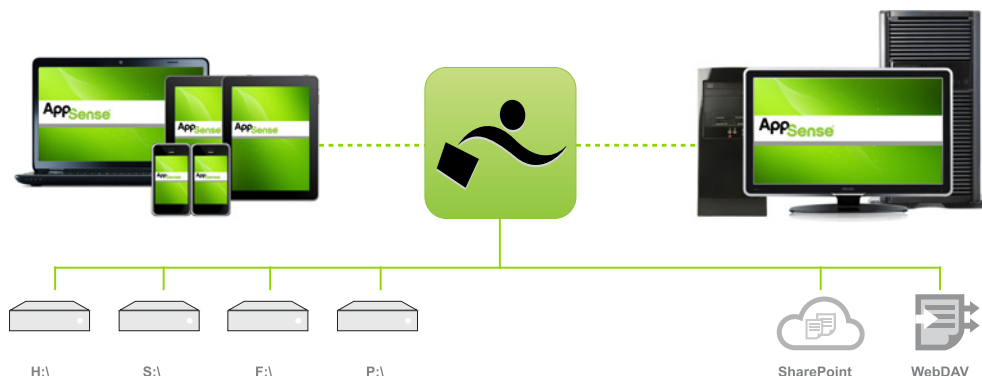 AppSense
AppSense
AppSense
AppSense
AppSense
AppSense
H:\
S:\
F:\
P:\
SharePoint
WebDAV